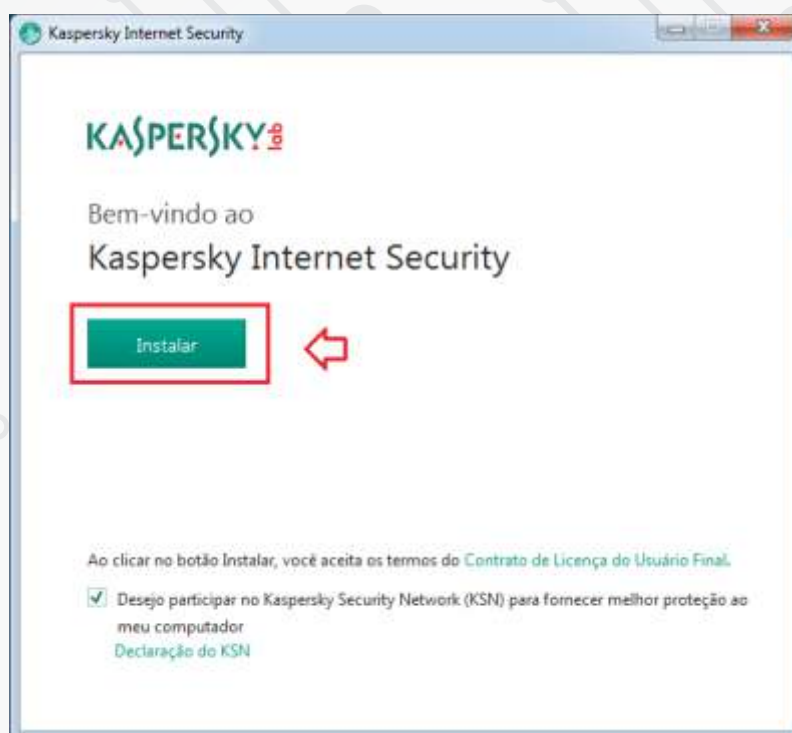 Kaspersky Internet Security
KASPERSKY lab
Bem-vindo ao
Kaspersky Internet Security
Instalar
Ao clicar no botão Instalar, você aceita os termos do Contrato de Licença do Usuário Final.
Desejo participar no Kaspersky Security Network (KSN) para fornecer melhor proteção ao
meu computador
Declaração do KSN